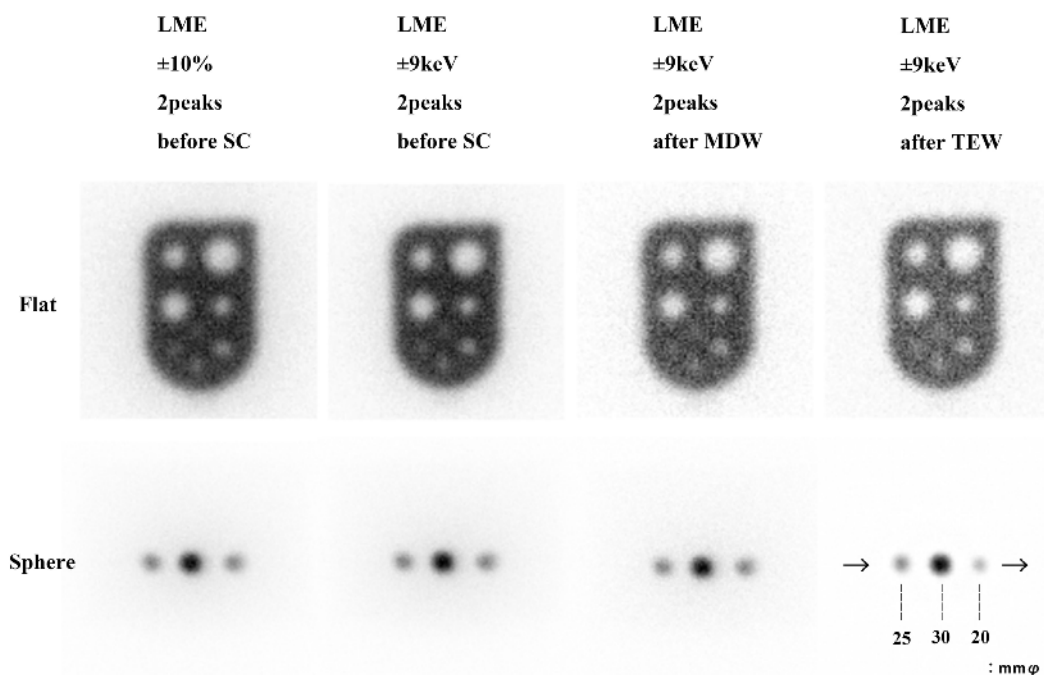 LME
±10%
2peaks
before SC
LME
±9keV
2peaks
before SC
LME
±9keV
2peaks
after MDW
LME
±9keV
2peaks
after TEW
Flat
Sphere
→ →
25 30 20
: mmφ